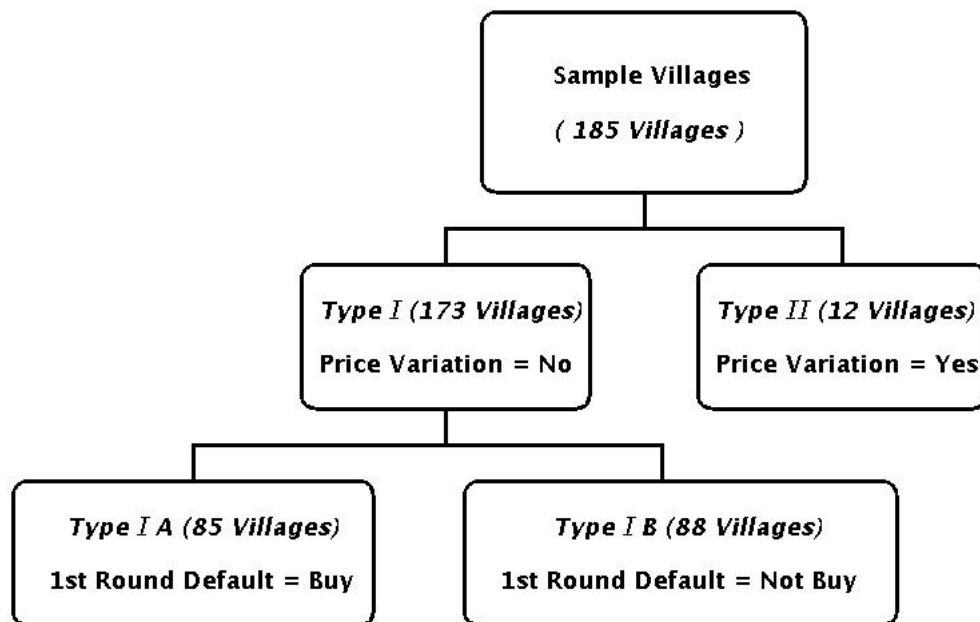 Sample Villages
( 185 Villages )
Type I (173 Villages)
Price Variation = No
Type II (12 Villages)
Price Variation = Yes
Type I A (85 Villages)
1st Round Default = Buy
Type I B (88 Villages)
1st Round Default = Not Buy